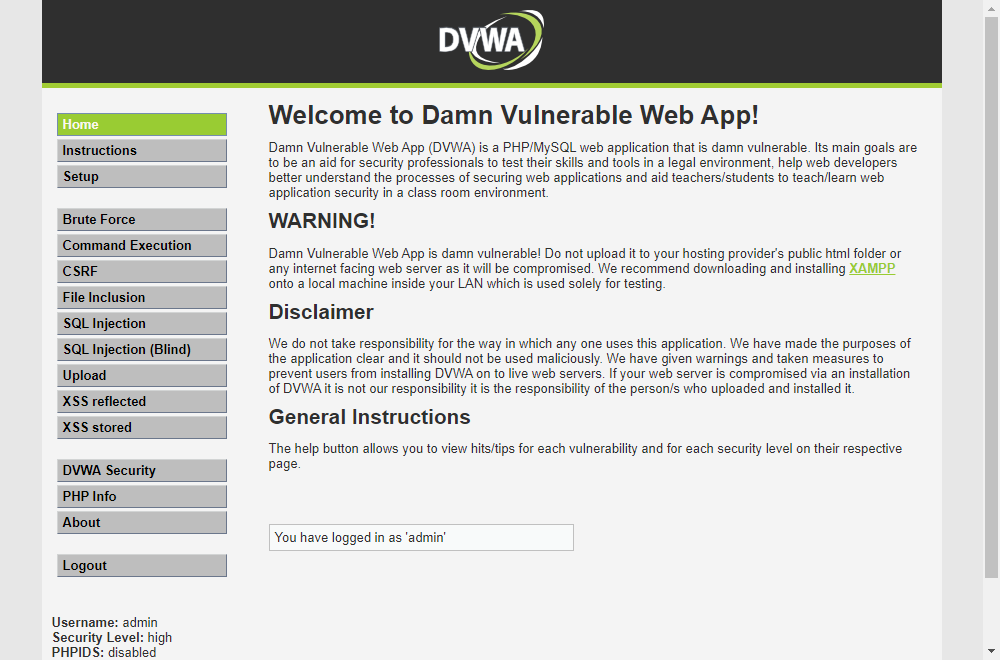 DVWA
Home
Instructions
Setup
Brute Force
Command Execution
CSRF
File Inclusion
SQL Injection
SQL Injection (Blind)
Upload
XSS reflected
XSS stored
DVWA Security
PHP Info
About
Logout
Username: admin
Security Level: high
PHPIDS: disabled
Welcome to Damn Vulnerable Web App!
Damn Vulnerable Web App (DVWA) is a PHP/MySQL web application that is damn vulnerable. Its main goals are
to be an aid for security professionals to test their skills and tools in a legal environment, help web developers
better understand the processes of securing web applications and aid teachers/students to teach/learn web
application security in a class room environment.
WARNING!
Damn Vulnerable Web App is damn vulnerable! Do not upload it to your hosting provider's public html folder or
any internet facing web server as it will be compromised. We recommend downloading and installing XAMPP
onto a local machine inside your LAN which is used solely for testing.
Disclaimer
We do not take responsibility for the way in which any one uses this application. We have made the purposes of
the application clear and it should not be used maliciously. We have given warnings and taken measures to
prevent users from installing DVWA on to live web servers. If your web server is compromised via an installation
of DVWA it is not our responsibility it is the responsibility of the person/s who uploaded and installed it.
General Instructions
The help button allows you to view hits/tips for each vulnerability and for each security level on their respective
page.
You have logged in as 'admin'